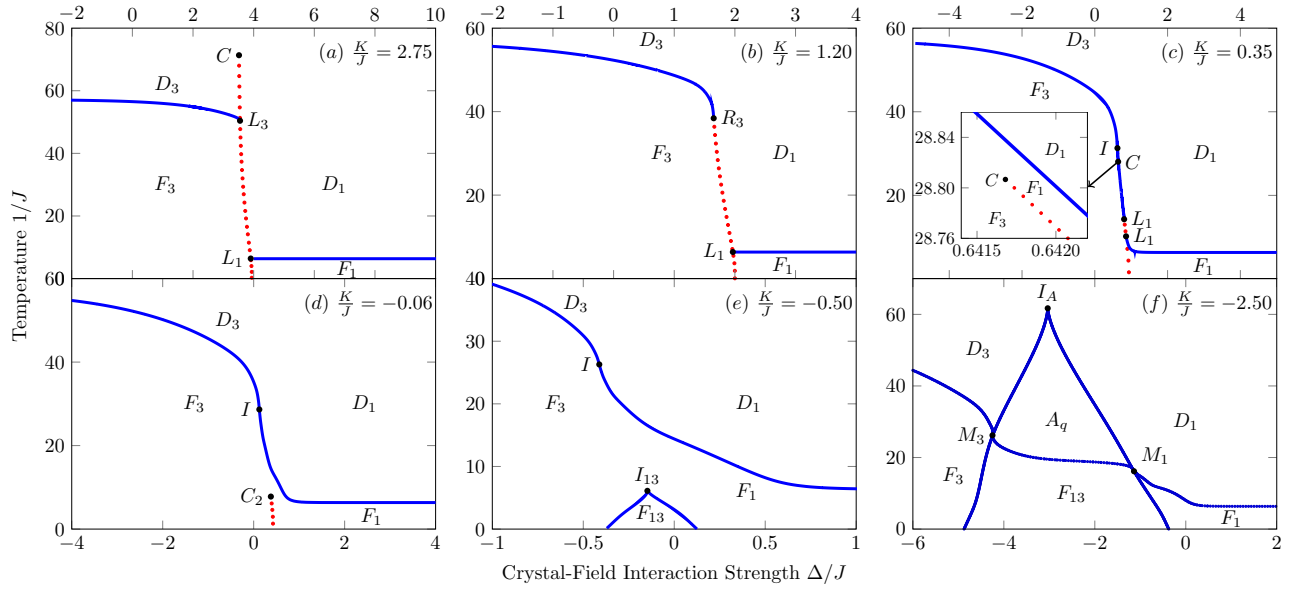 −2 0 2 4 6 8 10
−2 −1 0 1 2 3 4
−4 −2 0 2 4
80
60
40
20
60
(a) K/J = 2.75
C
D₃
L₃
F₃
D₁
L₁
F₁
60
40
20
40
(b) K/J = 1.20
D₃
R₃
F₃
D₁
L₁
F₁
60
40
20
(c) K/J = 0.35
D₃
F₃
I
C
D₁
L₁
L₁
F₁
28.84
28.80
28.76
0.6415 0.6420
D₁
C
F₁
F₃
40
20
0
(d) K/J = −0.06
D₃
F₃
I
D₁
C₂
F₁
−4 −2 0 2 4
30
20
10
0
(e) K/J = −0.50
D₃
I
F₃
D₁
I₁₃
F₁₃
F₁
−1 −0.5 0 0.5 1
60
40
20
0
(f) K/J = −2.50
I_A
D₃
A_q
D₁
M₃
M₁
F₃
F₁₃
F₁
−6 −4 −2 0 2
Temperature 1/J
Crystal-Field Interaction Strength Δ/J